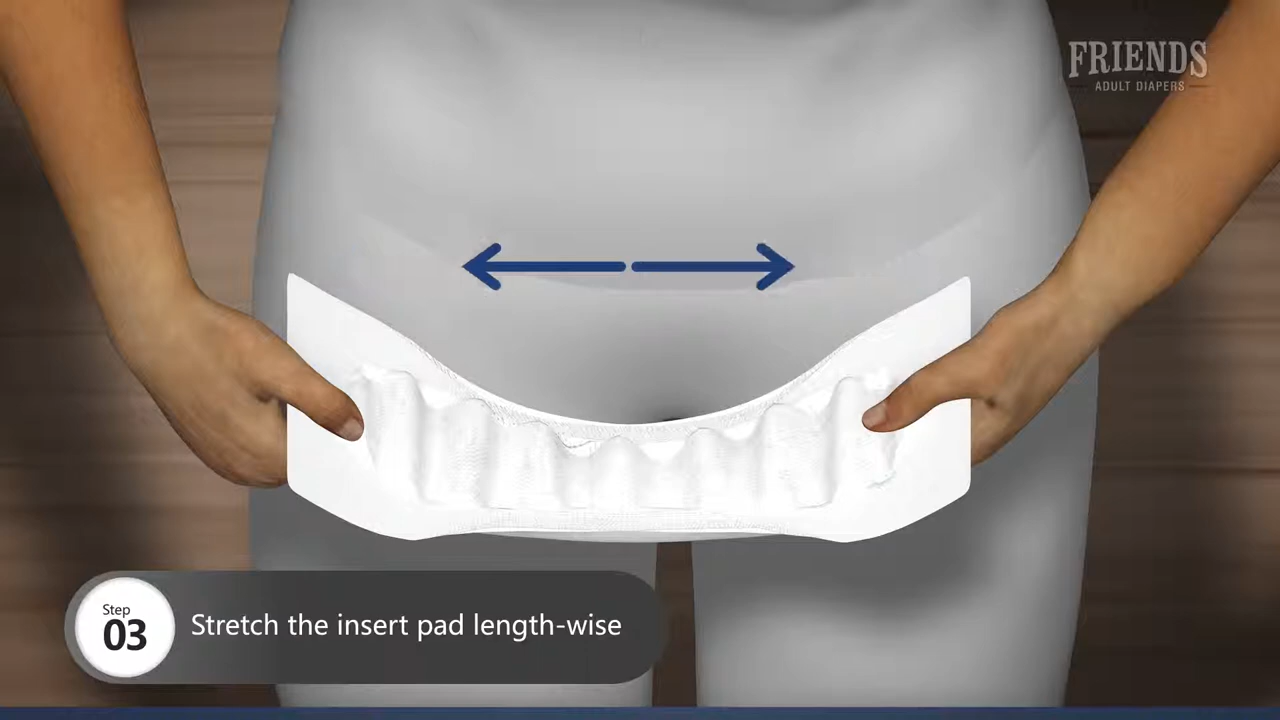 FRIENDS
ADULT DIAPERS
Step
03
Stretch the insert pad length-wise